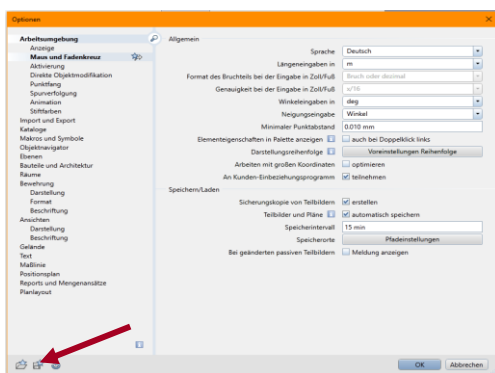 Optionen
Arbeitsumgebung
Anzeige
Maus und Fadenkreuz
Aktivierung
Direkte Objektmodifikation
Punktfang
Spurverfolgung
Animation
Stiftfarben
Import und Export
Kataloge
Makros und Symbole
Objektnavigator
Ebenen
Bauteile und Architektur
Räume
Bewehrung
Darstellung
Format
Beschriftung
Ansichten
Darstellung
Beschriftung
Gelände
Text
Maßlinie
Positionsplan
Reports und Mengenansätze
Planlayout
Allgemein
Sprache Deutsch
Längeneingaben in m
Format des Bruchteils bei der Eingabe in Zoll/Fuß Bruch oder dezimal
Genauigkeit bei der Eingabe in Zoll/Fuß x/16
Winkeleingaben in deg
Neigungseingabe Winkel
Minimaler Punktabstand 0.010 mm
Elementeigenschaften in Palette anzeigen auch bei Doppelklick links
Darstellungsreihenfolge Voreinstellungen Reihenfolge
Arbeiten mit großen Koordinaten optimieren
An Kunden-Einbeziehungsprogramm teilnehmen
Speichern/Laden
Sicherungskopie von Teilbildern erstellen
Teilbilder und Pläne automatisch speichern
Speicherintervall 15 min
Speicherorte Pfadeinstellungen
Bei geänderten passiven Teilbildern Meldung anzeigen
OK Abbrechen